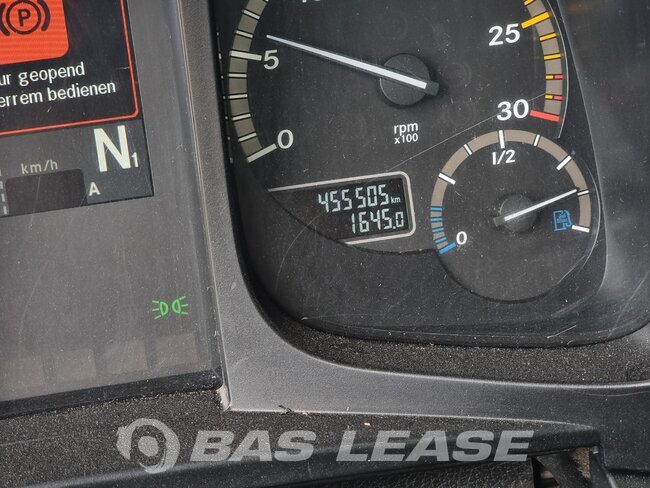 (P)
ur geopend
errem bedienen
N1
km/h
A
5
0
25
30
rpm
x100
455505 km
1645.0
1/2
0
BAS LEASE